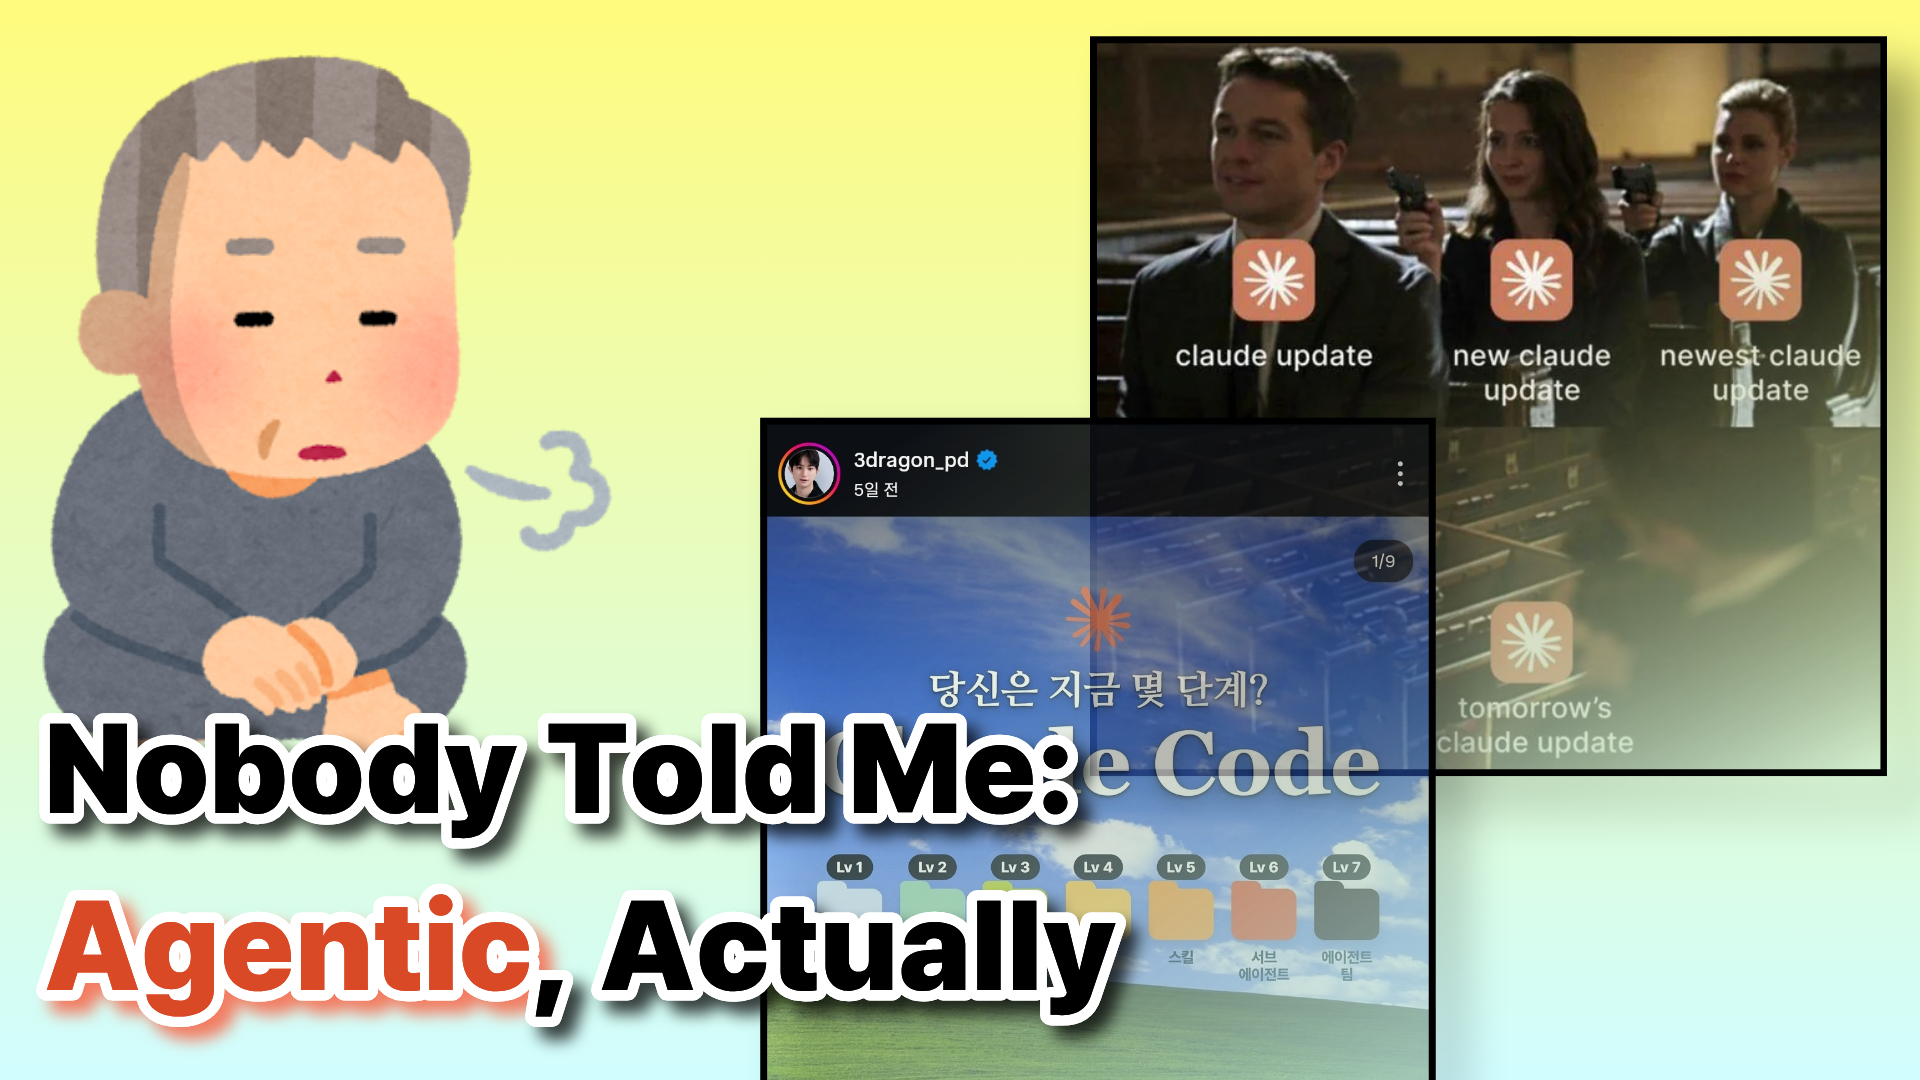 claude update
new claude
update
newest claude
update
tomorrow's
claude update
3dragon_pd
5일 전
1/9
당신은 지금 몇 단계?
Code
Lv 1
Lv 2
Lv 3
Lv 4
Lv 5
Lv 6
Lv 7
스킬
서브
에이전트
에이전트
팀
Nobody Told Me:
Agentic, Actually